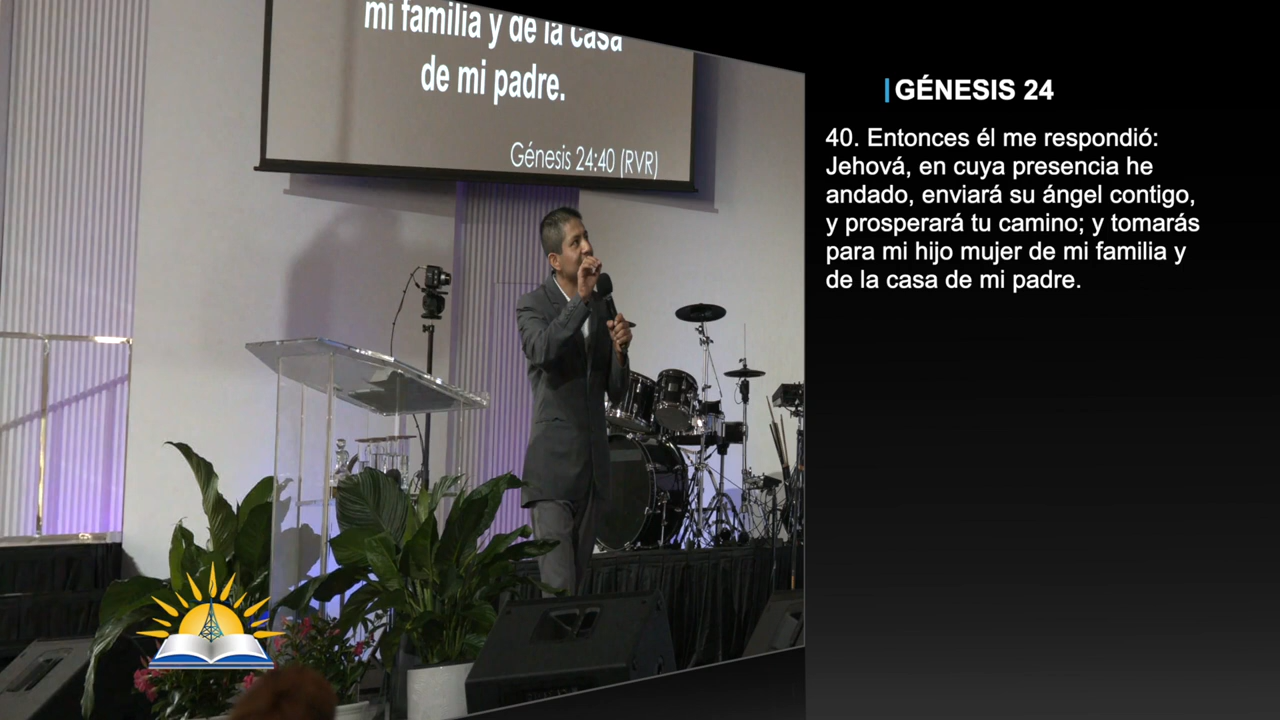 mi familia y de la casa
de mi padre.
Génesis 24:40 (RVR)
GÉNESIS 24
40. Entonces él me respondió:
Jehová, en cuya presencia he
andado, enviará su ángel contigo,
y prosperará tu camino; y tomarás
para mi hijo mujer de mi familia y
de la casa de mi padre.